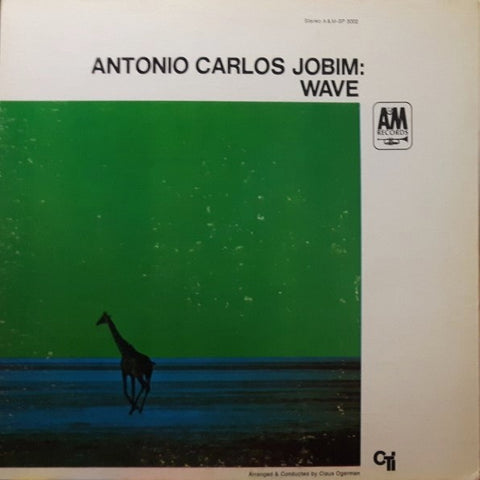 Stereo A&M-SP 3002
ANTONIO CARLOS JOBIM:
WAVE
A&M
RECORDS
CTi
Arranged & Conducted by Claus Ogerman